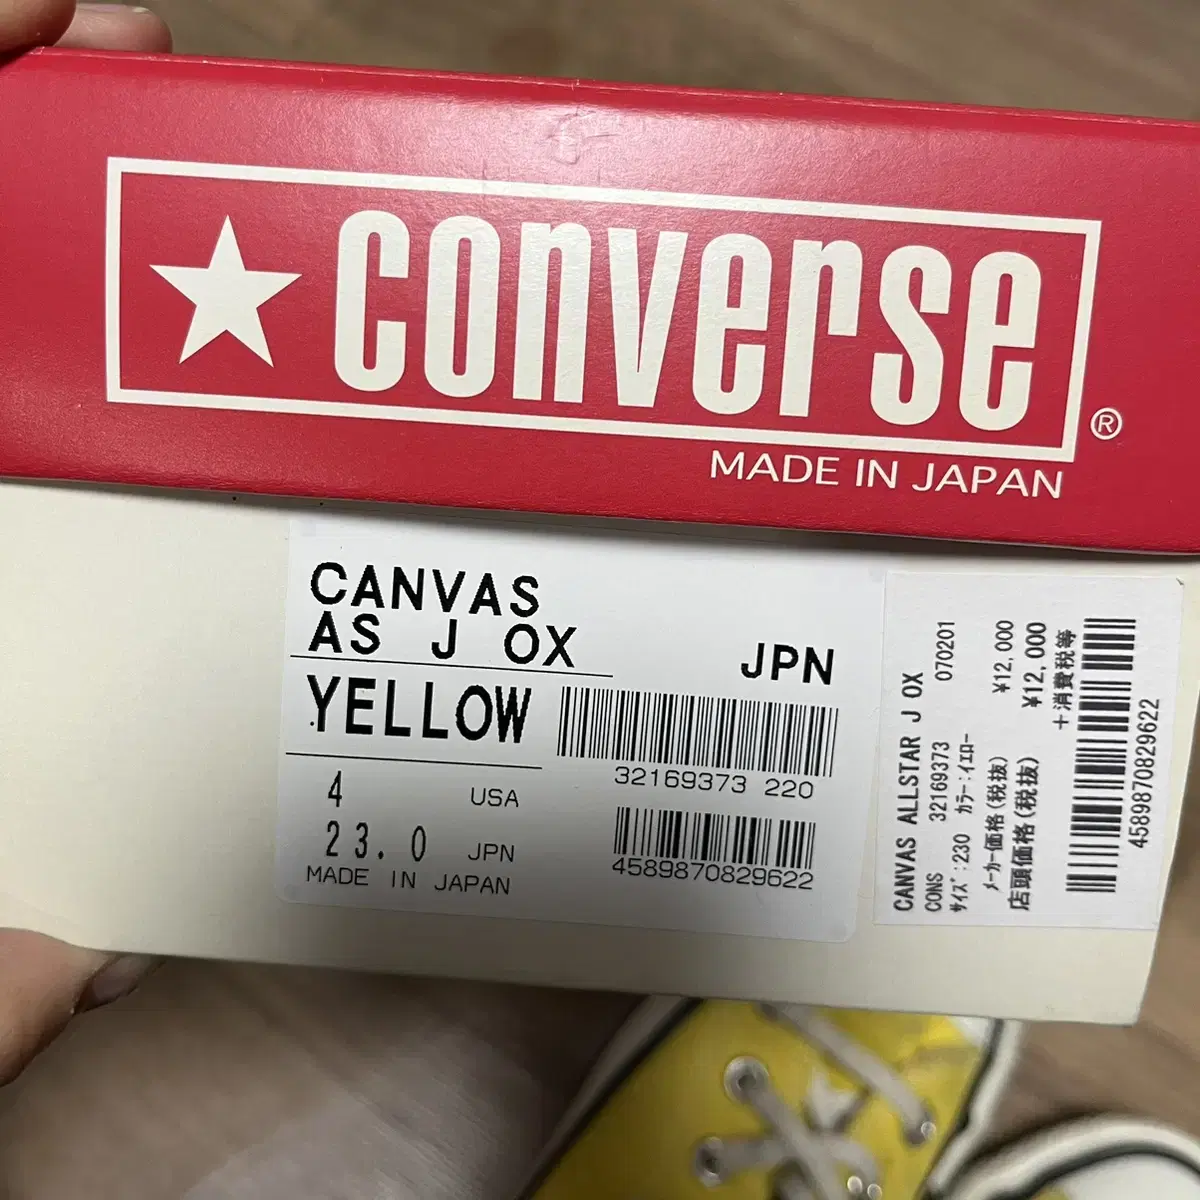 ★ CONVERSE ®
MADE IN JAPAN
CANVAS
AS J OX
JPN
YELLOW
32169373 220
4 USA
23.0 JPN
4589870829622
MADE IN JAPAN
CANVAS ALLSTAR J OX
CONS 32169373 070201
ｻｲｽﾞ:230 ｶﾗｰ:ｲｴﾛｰ
ﾒｰｶｰ価格(税抜) ¥12,000
店頭価格(税抜) ¥12,000
+消費税等
4589870829622